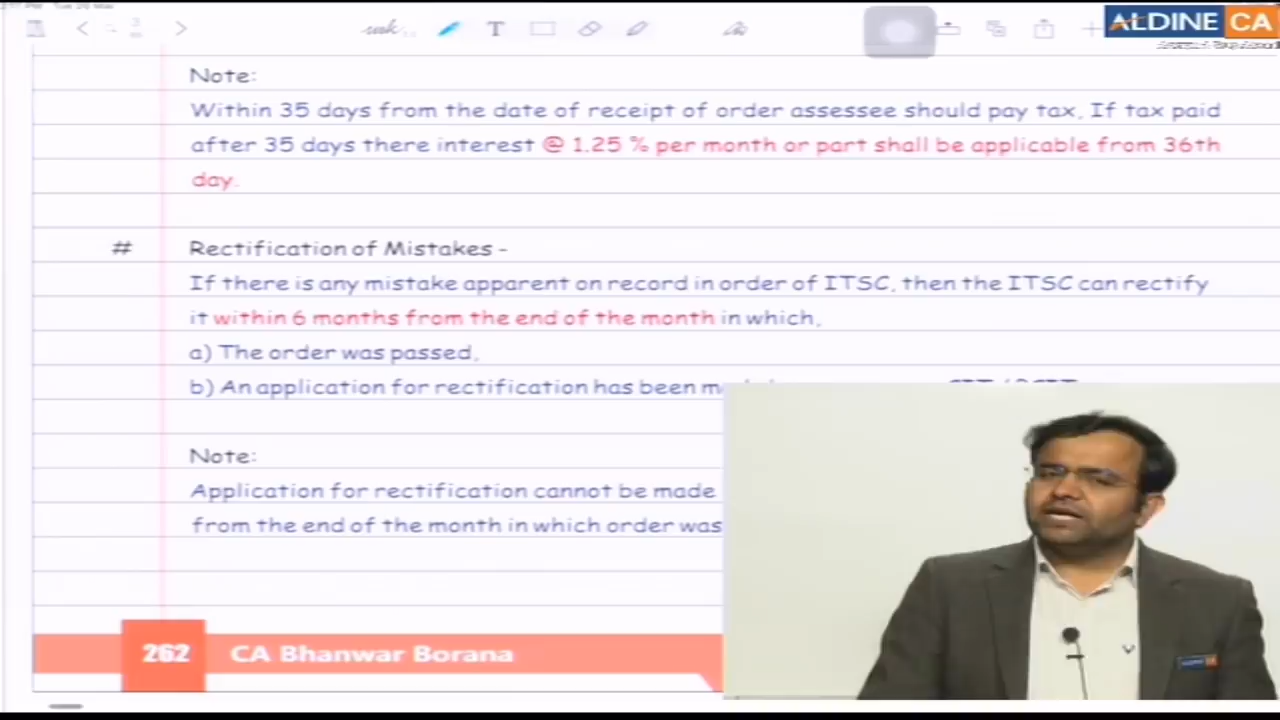 ALDINE CA
Note:
Within 35 days from the date of receipt of order assessee should pay tax. If tax paid
after 35 days there interest @ 1.25 % per month or part shall be applicable from 36th
day.
# Rectification of Mistakes -
If there is any mistake apparent on record in order of ITSC, then the ITSC can rectify
it within 6 months from the end of the month in which,
a) The order was passed,
b) An application for rectification has been
Note:
Application for rectification cannot be made
from the end of the month in which order was
262 CA Bhanwar Borana